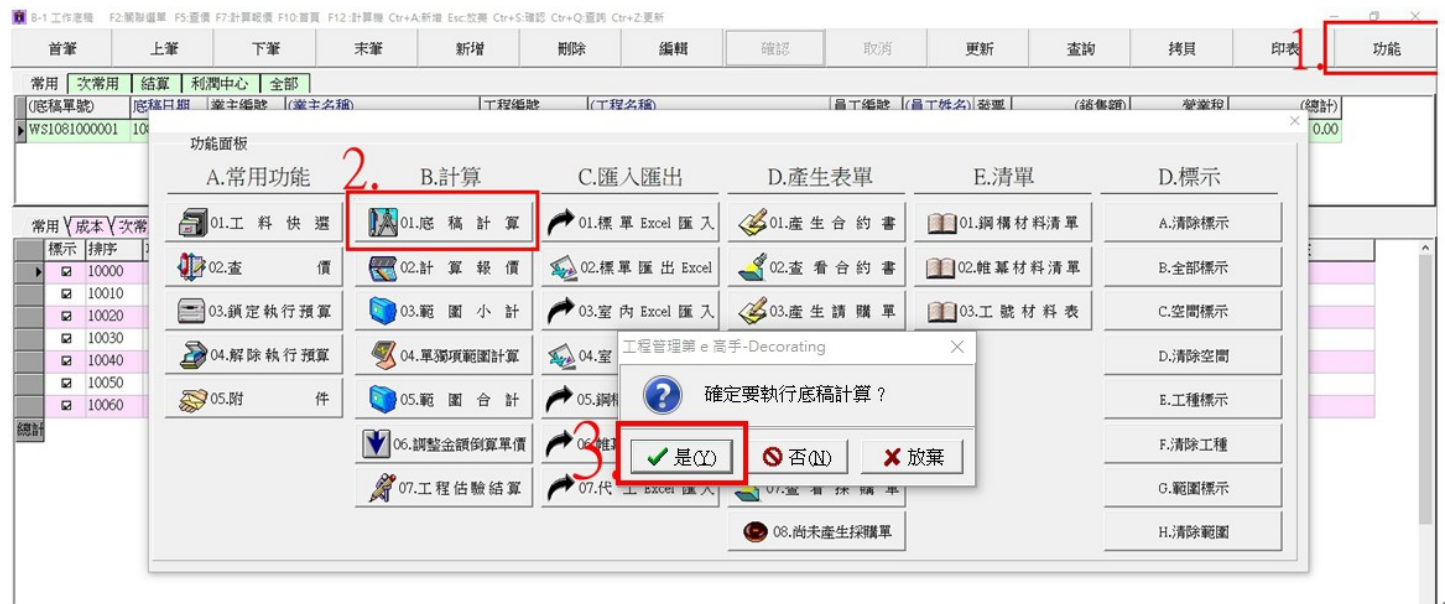 B-1 工作底稿 F2:關聯選單 F5:查價 F7:計算報價 F10:首頁 F12:計算機 Ctr+A:新增 Esc:放棄 Ctr+S:確認 Ctr+Q:查詢 Ctr+Z:更新
首筆 上筆 下筆 末筆 新增 刪除 編輯 確認 取消 更新 查詢 拷貝 印表 功能
1.
常用 次常用 結算 利潤中心 全部
(底稿單號) 底稿日期 業主編號 (業主名稱) 工程編號 (工程名稱) 員工編號 (員工姓名) 發票 (銷售額) 營業稅 (總計)
WS1081000001 0.00
功能面板
2.
A.常用功能 B.計算 C.匯入匯出 D.產生表單 E.清單 D.標示
01.工料快選 01.底稿計算 01.標單 Excel 匯入 01.產生合約書 01.鋼構材料清單 A.清除標示
常用 成本 次常
標示 排序
02.查價 02.計算報價 02.標單匯出 Excel 02.查看合約書 02.帷幕材料清單 B.全部標示
10000
10010
03.鎖定執行預算 03.範圍小計 03.室內 Excel 匯入 03.產生請購單 03.工號材料表 C.空間標示
10020
10030
工程管理第 e 高手-Decorating
04.解除執行預算 04.單獨項範圍計算 04.室 D.清除空間
10040
10050
確定要執行底稿計算？
05.附件 05.範圍合計 05.鋼 E.工種標示
10060
總計
06.調整金額倒算單價 F.清除工種
3.
是(Y) 否(N) 放棄
07.工程估驗結算 07.代工 Excel 匯入 07.查看採購單 G.範圍標示
08.尚未產生採購單 H.清除範圍